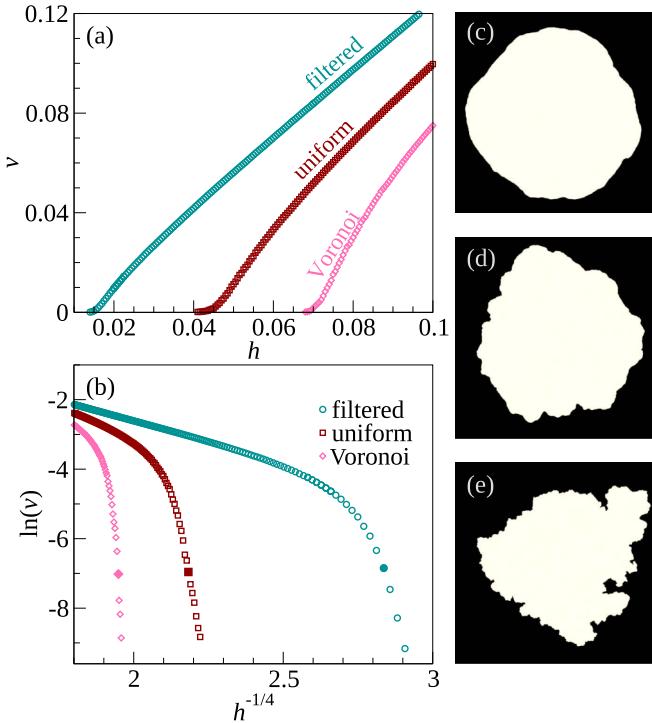 (a)
0.12
0.08
0.04
0
v
filtered
uniform
Voronoi
0.02
0.04
0.06
0.08
0.1
h
(b)
-2
-4
-6
-8
ln(v)
filtered
uniform
Voronoi
2
2.5
3
h^-1/4
(c)
(d)
(e)